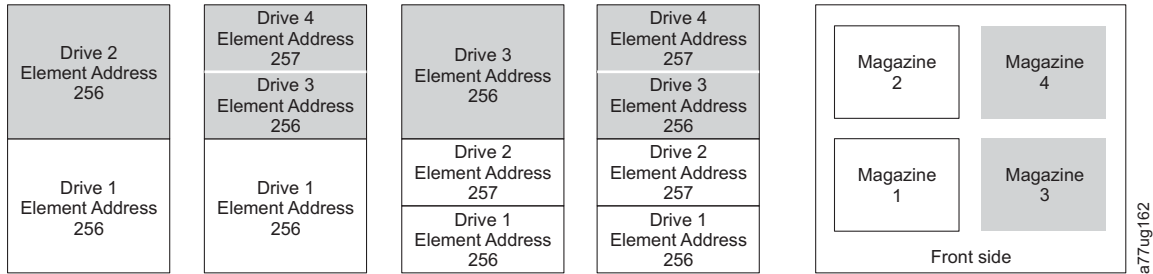 Drive 2
Element Address
256
Drive 1
Element Address
256
Drive 4
Element Address
257
Drive 3
Element Address
256
Drive 1
Element Address
256
Drive 3
Element Address
256
Drive 2
Element Address
257
Drive 1
Element Address
256
Drive 4
Element Address
257
Drive 3
Element Address
256
Drive 2
Element Address
257
Drive 1
Element Address
256
Magazine
2
Magazine
4
Magazine
1
Magazine
3
Front side
a77ug162